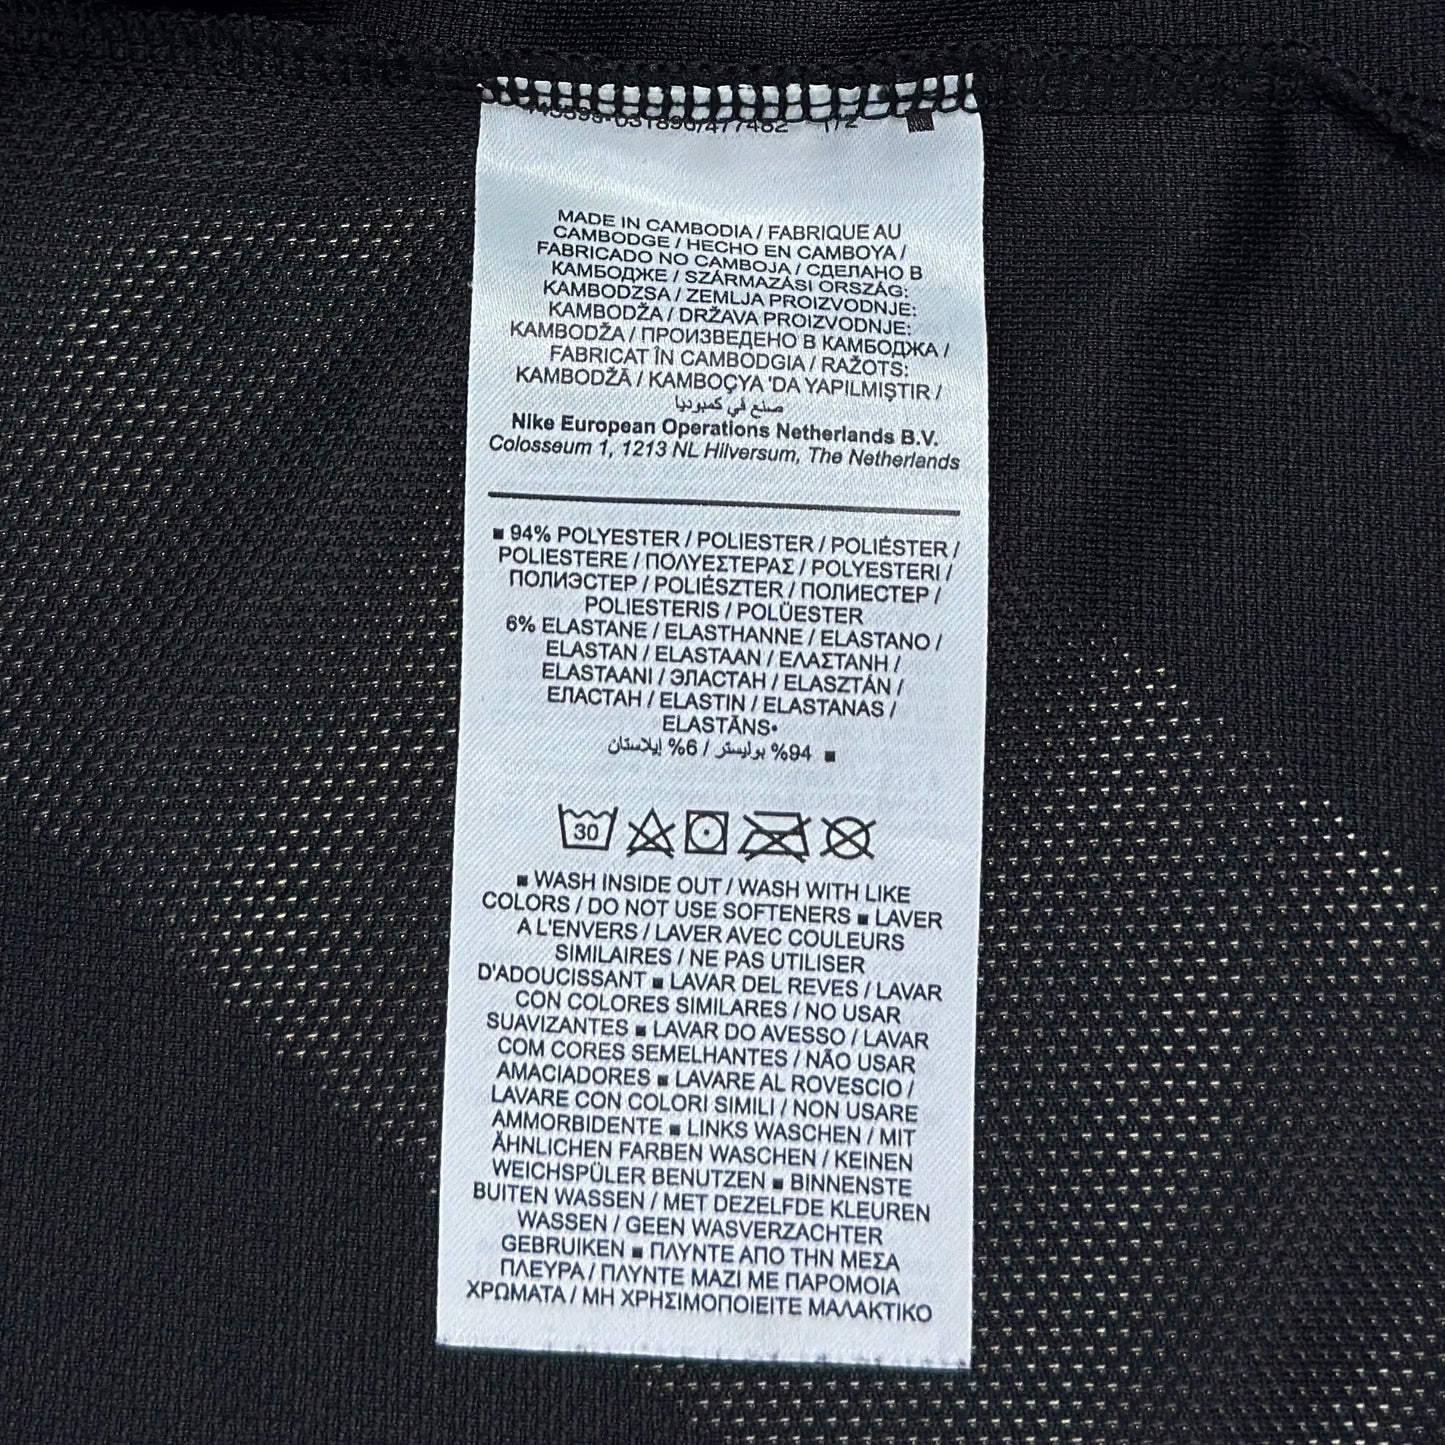 1/2
MADE IN CAMBODIA / FABRIQUE AU
CAMBODGE / HECHO EN CAMBOYA /
FABRICADO NO CAMBOJA / СДЕЛАНО В
КАМБОДЖЕ / SZÁRMAZÁSI ORSZÁG:
KAMBODZSA / ZEMLJA PROIZVODNJE:
KAMBODŽA / DRŽAVA PROIZVODNJE:
KAMBODŽA / ПРОИЗВЕДЕНО В КАМБОДЖА /
FABRICAT ÎN CAMBODGIA / RAŽOTS:
KAMBODŽĀ / KAMBOÇYA 'DA YAPILMIŞTIR /
صنع في كمبوديا
Nike European Operations Netherlands B.V.
Colosseum 1, 1213 NL Hilversum, The Netherlands
■ 94% POLYESTER / POLIESTER / POLIÉSTER /
POLIESTERE / ΠΟΛΥΕΣΤΕΡΑΣ / POLYESTERI /
ПОЛИЭСТЕР / POLIÉSZTER / ПОЛИЕСТЕР /
POLIESTERIS / POLÜESTER
6% ELASTANE / ELASTHANNE / ELASTANO /
ELASTAN / ELASTAAN / ΕΛΑΣΤΑΝΗ /
ELASTAANI / ЭЛАСТАН / ELASZTÁN /
ЕЛАСТАН / ELASTIN / ELASTANAS /
ELASTĀNS•
94% بوليستر / 6% إيلاستان ■
30
■ WASH INSIDE OUT / WASH WITH LIKE
COLORS / DO NOT USE SOFTENERS ■ LAVER
A L'ENVERS / LAVER AVEC COULEURS
SIMILAIRES / NE PAS UTILISER
D'ADOUCISSANT ■ LAVAR DEL REVES / LAVAR
CON COLORES SIMILARES / NO USAR
SUAVIZANTES ■ LAVAR DO AVESSO / LAVAR
COM CORES SEMELHANTES / NÃO USAR
AMACIADORES ■ LAVARE AL ROVESCIO /
LAVARE CON COLORI SIMILI / NON USARE
AMMORBIDENTE ■ LINKS WASCHEN / MIT
ÄHNLICHEN FARBEN WASCHEN / KEINEN
WEICHSPÜLER BENUTZEN ■ BINNENSTE
BUITEN WASSEN / MET DEZELFDE KLEUREN
WASSEN / GEEN WASVERZACHTER
GEBRUIKEN ■ ΠΛΥΝΤΕ ΑΠΟ ΤΗΝ ΜΕΣΑ
ΠΛΕΥΡΑ / ΠΛΥΝΤΕ ΜΑΖΙ ΜΕ ΠΑΡΟΜΟΙΑ
ΧΡΩΜΑΤΑ / ΜΗ ΧΡΗΣΙΜΟΠΟΙΕΙΤΕ ΜΑΛΑΚΤΙΚΟ